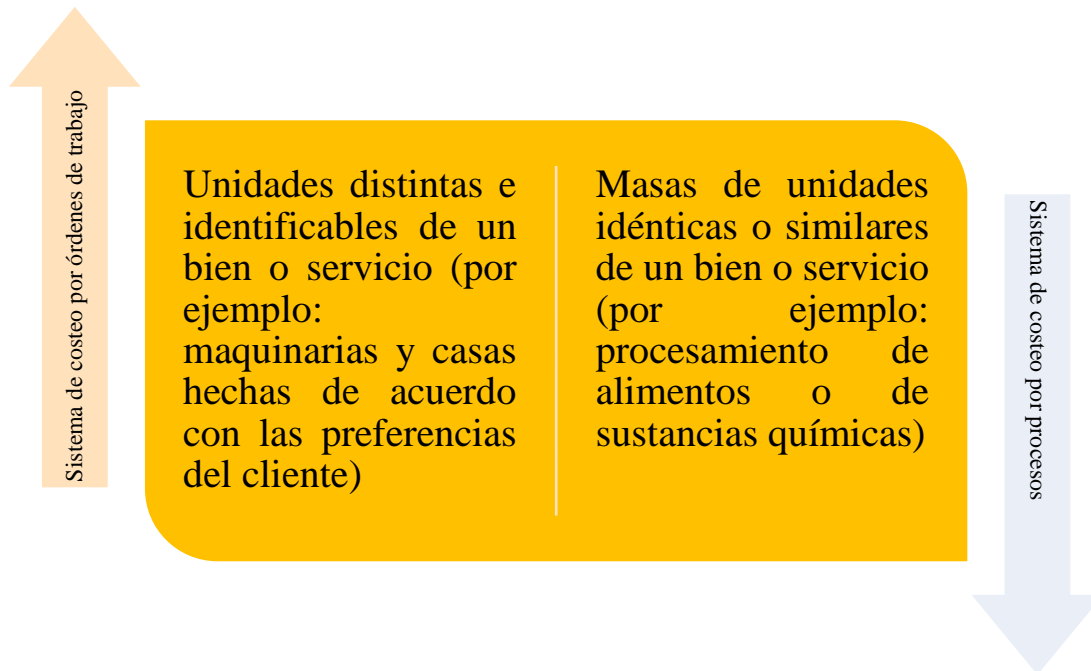 Sistema de costeo por órdenes de trabajo
Unidades distintas e
identificables de un
bien o servicio (por
ejemplo:
maquinarias y casas
hechas de acuerdo
con las preferencias
del cliente)
Masas de unidades
idénticas o similares
de un bien o servicio
(por ejemplo:
procesamiento de
alimentos o de
sustancias químicas)
Sistema de costeo por procesos